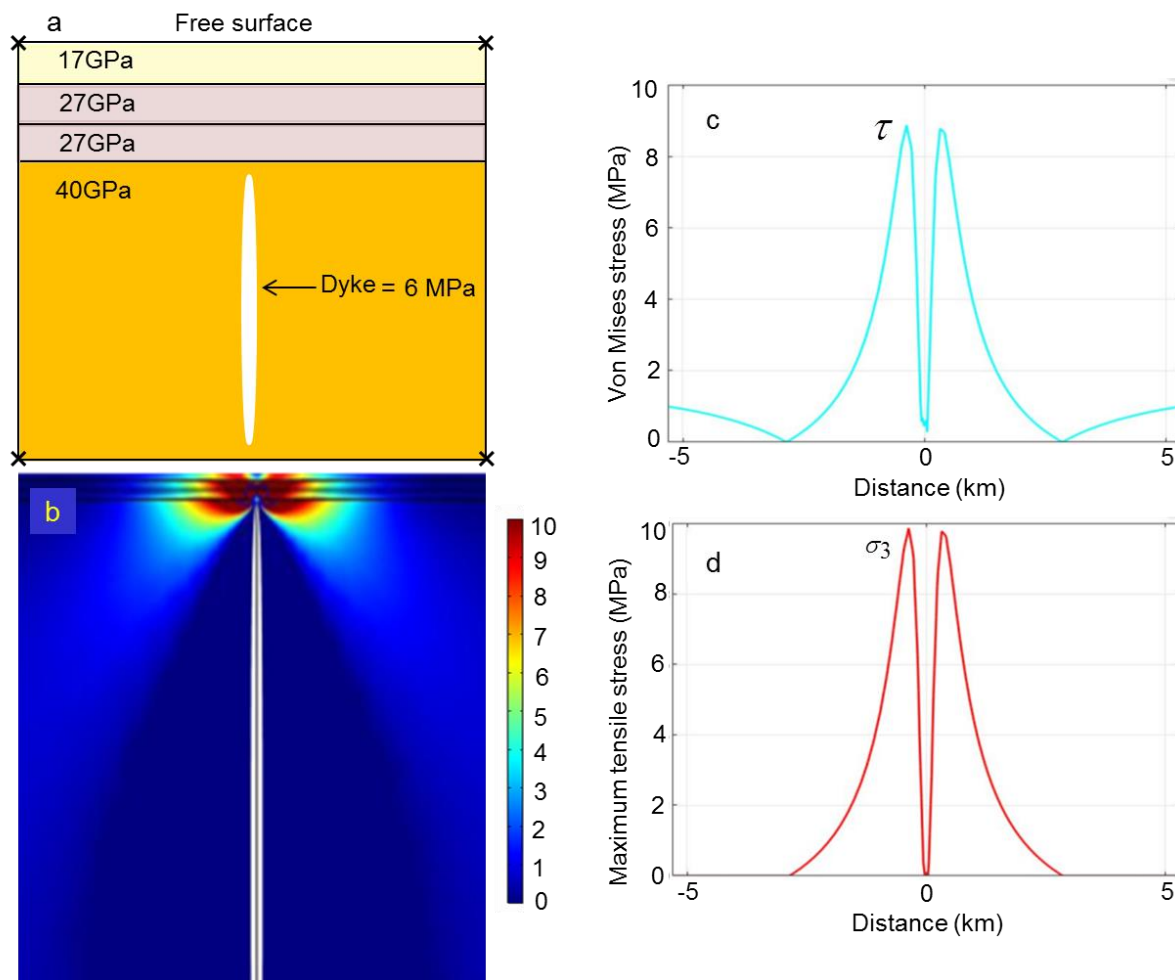 a
Free surface
17GPa
27GPa
27GPa
40GPa
Dyke = 6 MPa
b
10
9
8
7
6
5
4
3
2
1
0
c
τ
Von Mises stress (MPa)
10
8
6
4
2
0
-5
0
5
Distance (km)
d
σ3
Maximum tensile stress (MPa)
10
8
6
4
2
0
-5
0
5
Distance (km)